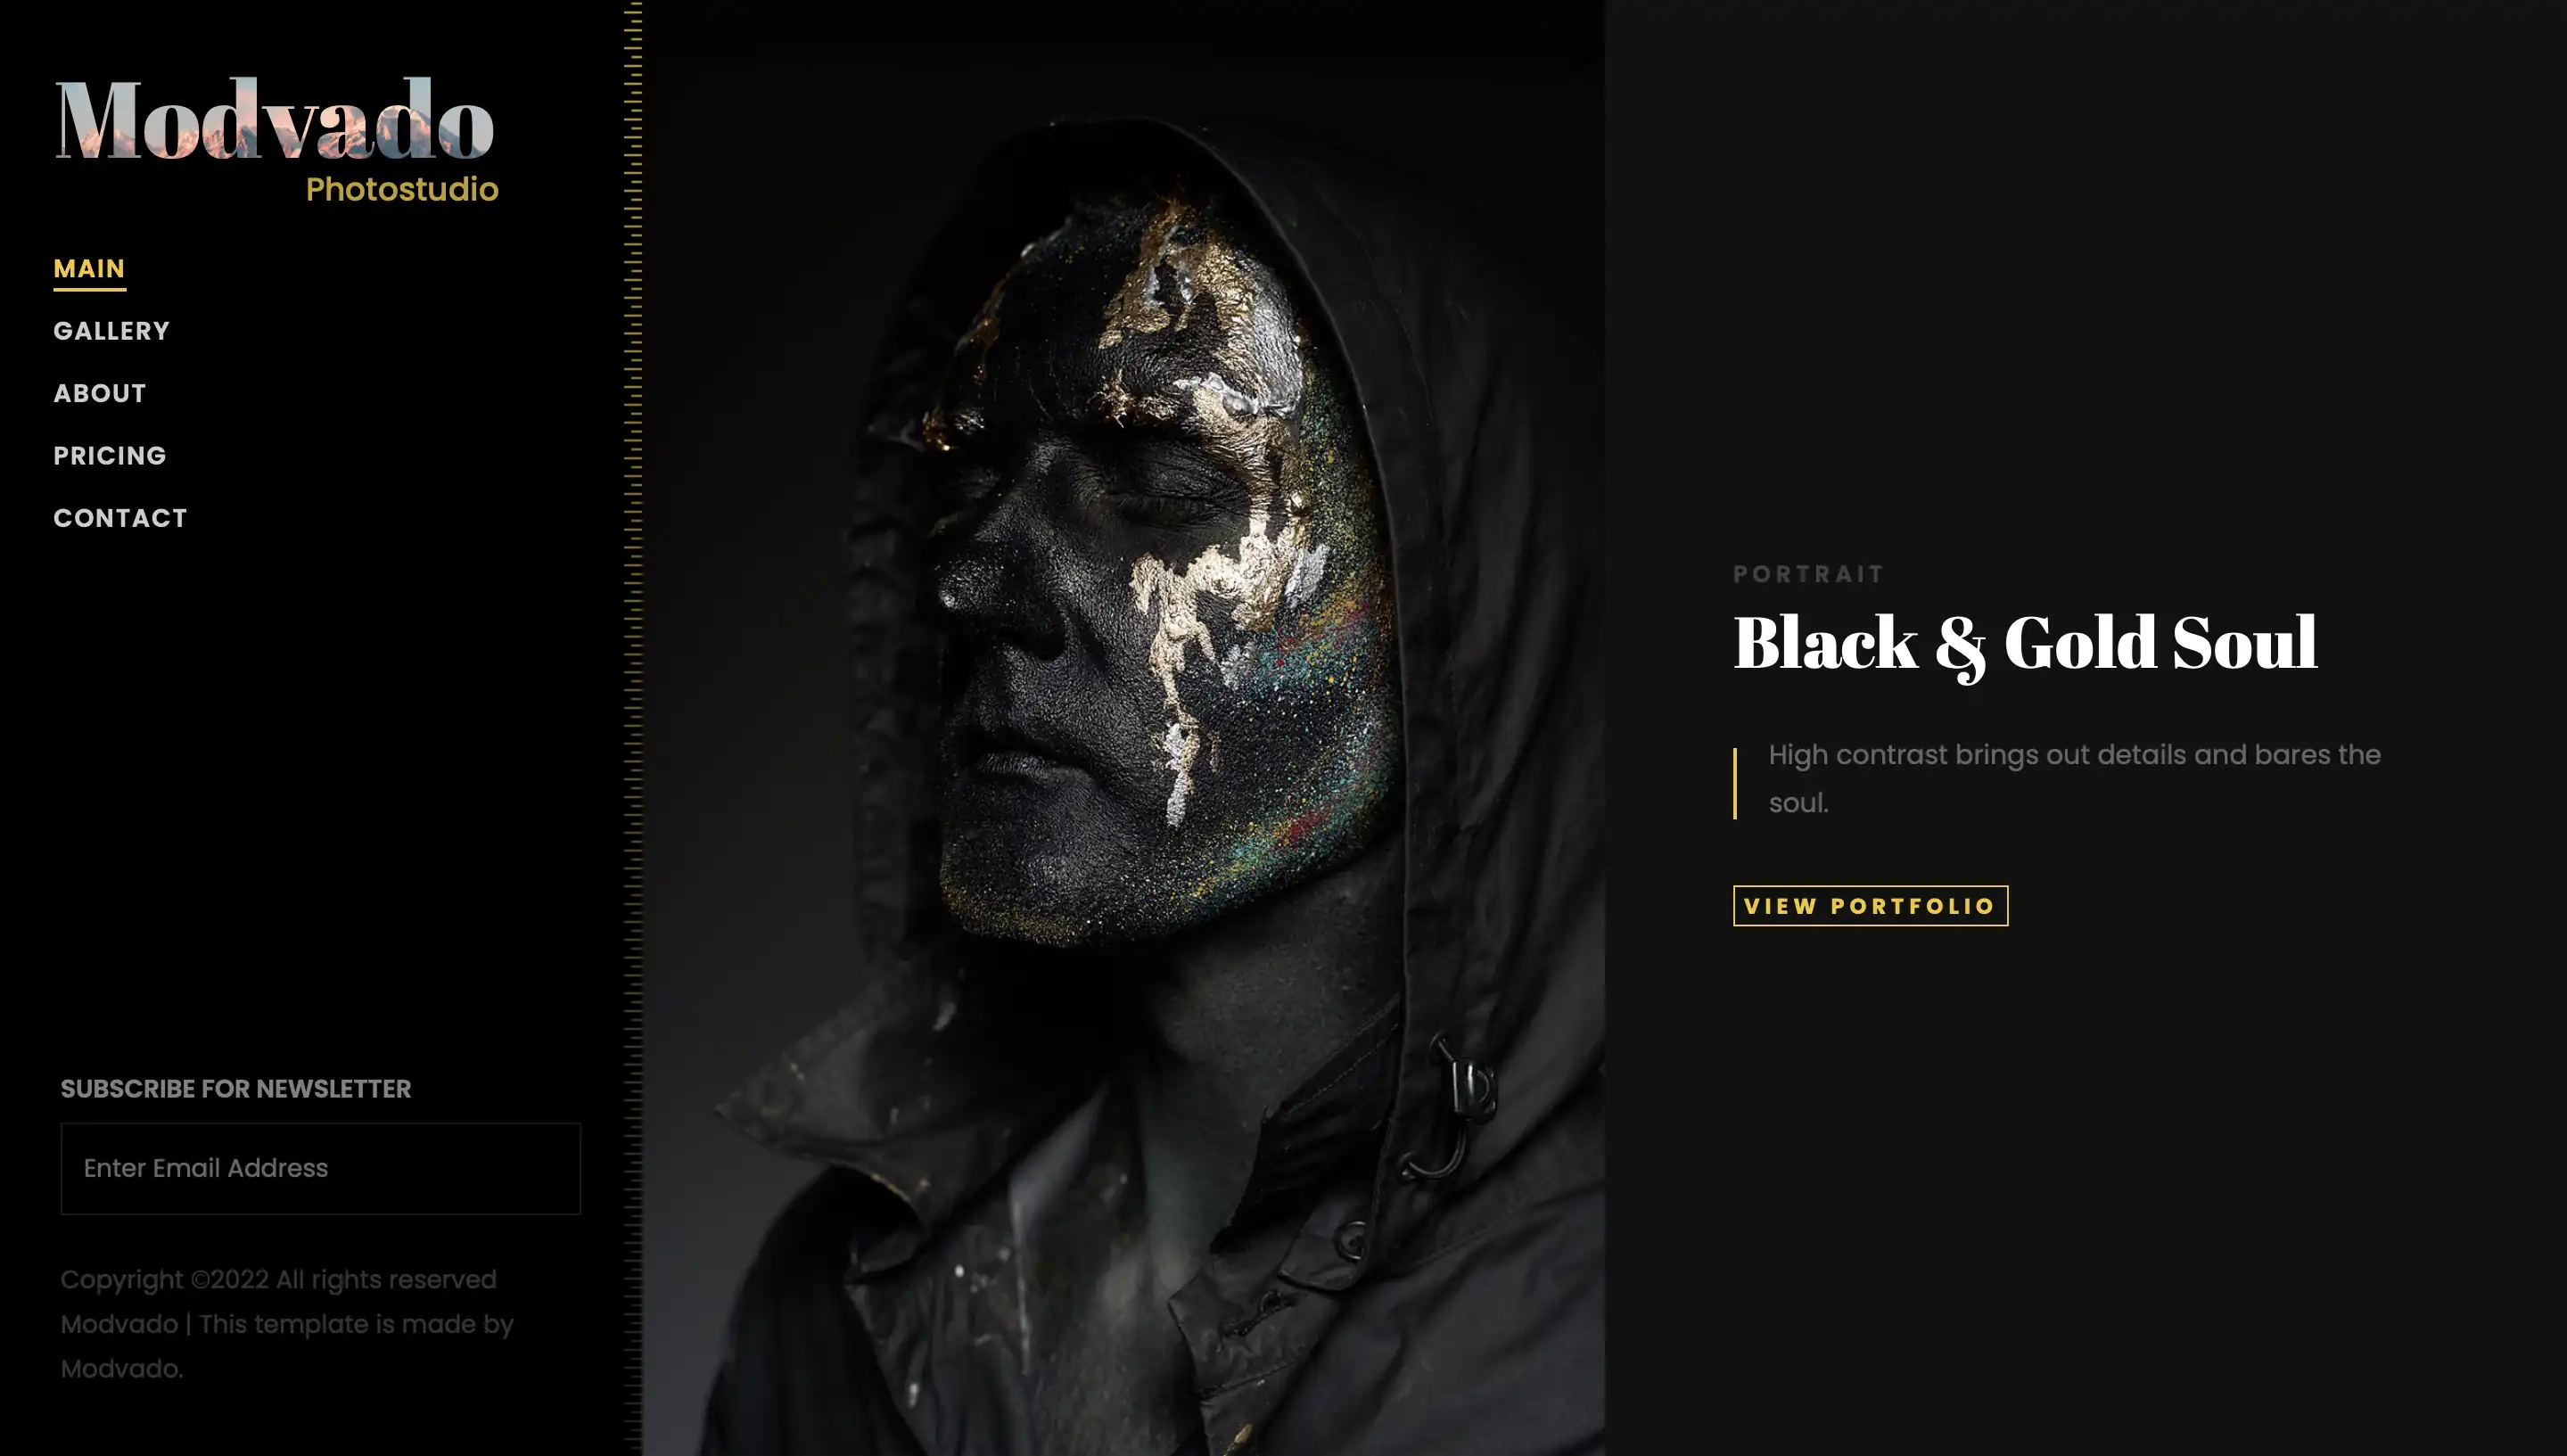 Modvado
Photostudio
MAIN
GALLERY
ABOUT
PRICING
CONTACT
SUBSCRIBE FOR NEWSLETTER
Enter Email Address
Copyright ©2022 All rights reserved
Modvado | This template is made by
Modvado.
PORTRAIT
Black & Gold Soul
High contrast brings out details and bares the
soul.
VIEW PORTFOLIO